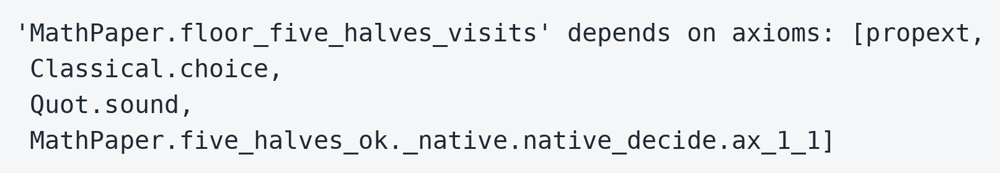 'MathPaper.floor_five_halves_visits' depends on axioms: [propext,
 Classical.choice,
 Quot.sound,
 MathPaper.five_halves_ok._native.native_decide.ax_1_1]